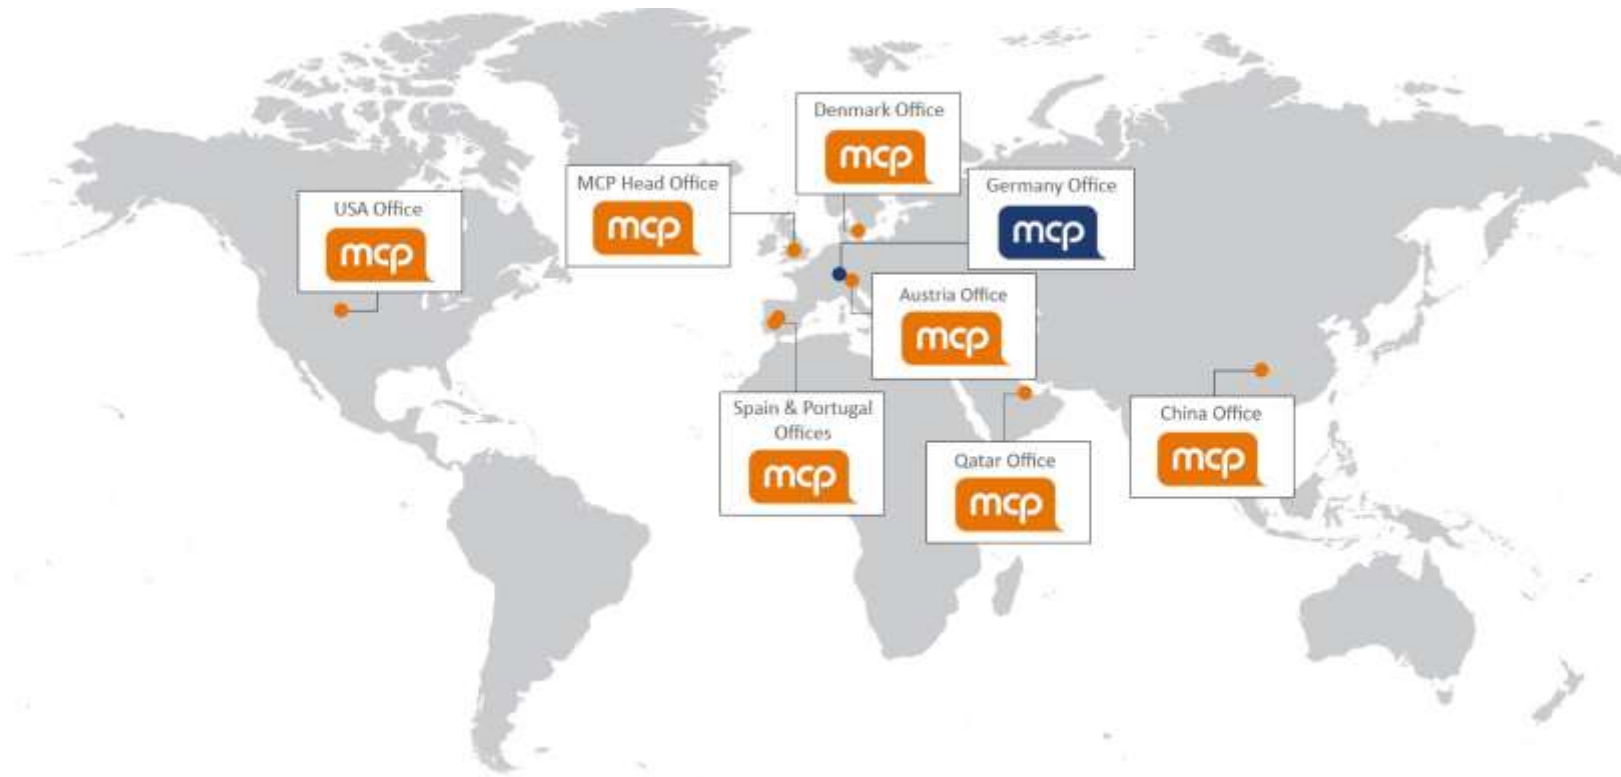 Denmark Office
mcp
MCP Head Office
mcp
Germany Office
mcp
USA Office
mcp
Austria Office
mcp
Spain & Portugal
Offices
mcp
Qatar Office
mcp
China Office
mcp